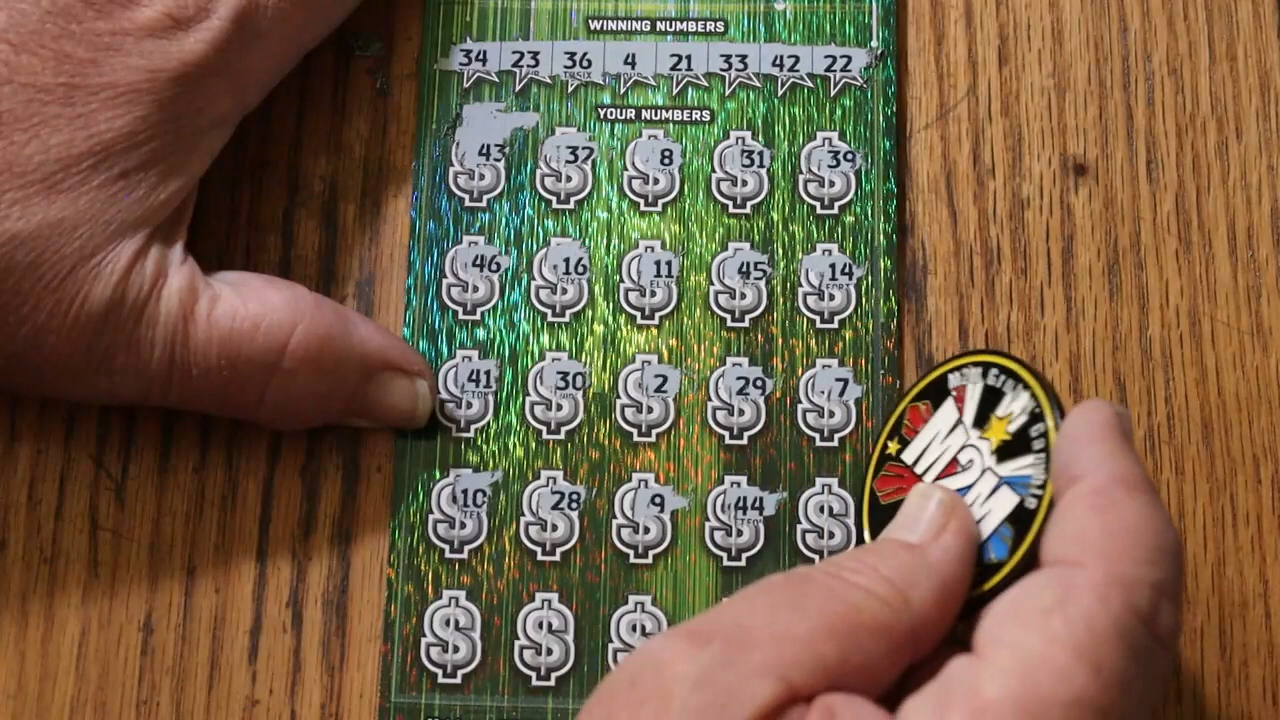 WINNING NUMBERS
34 23 36 4 21 33 42 22
YOUR NUMBERS
43 32 8 31 39
46 16 11 45 14
41 30 2 29 7
10 28 9 44
TEN
M2M